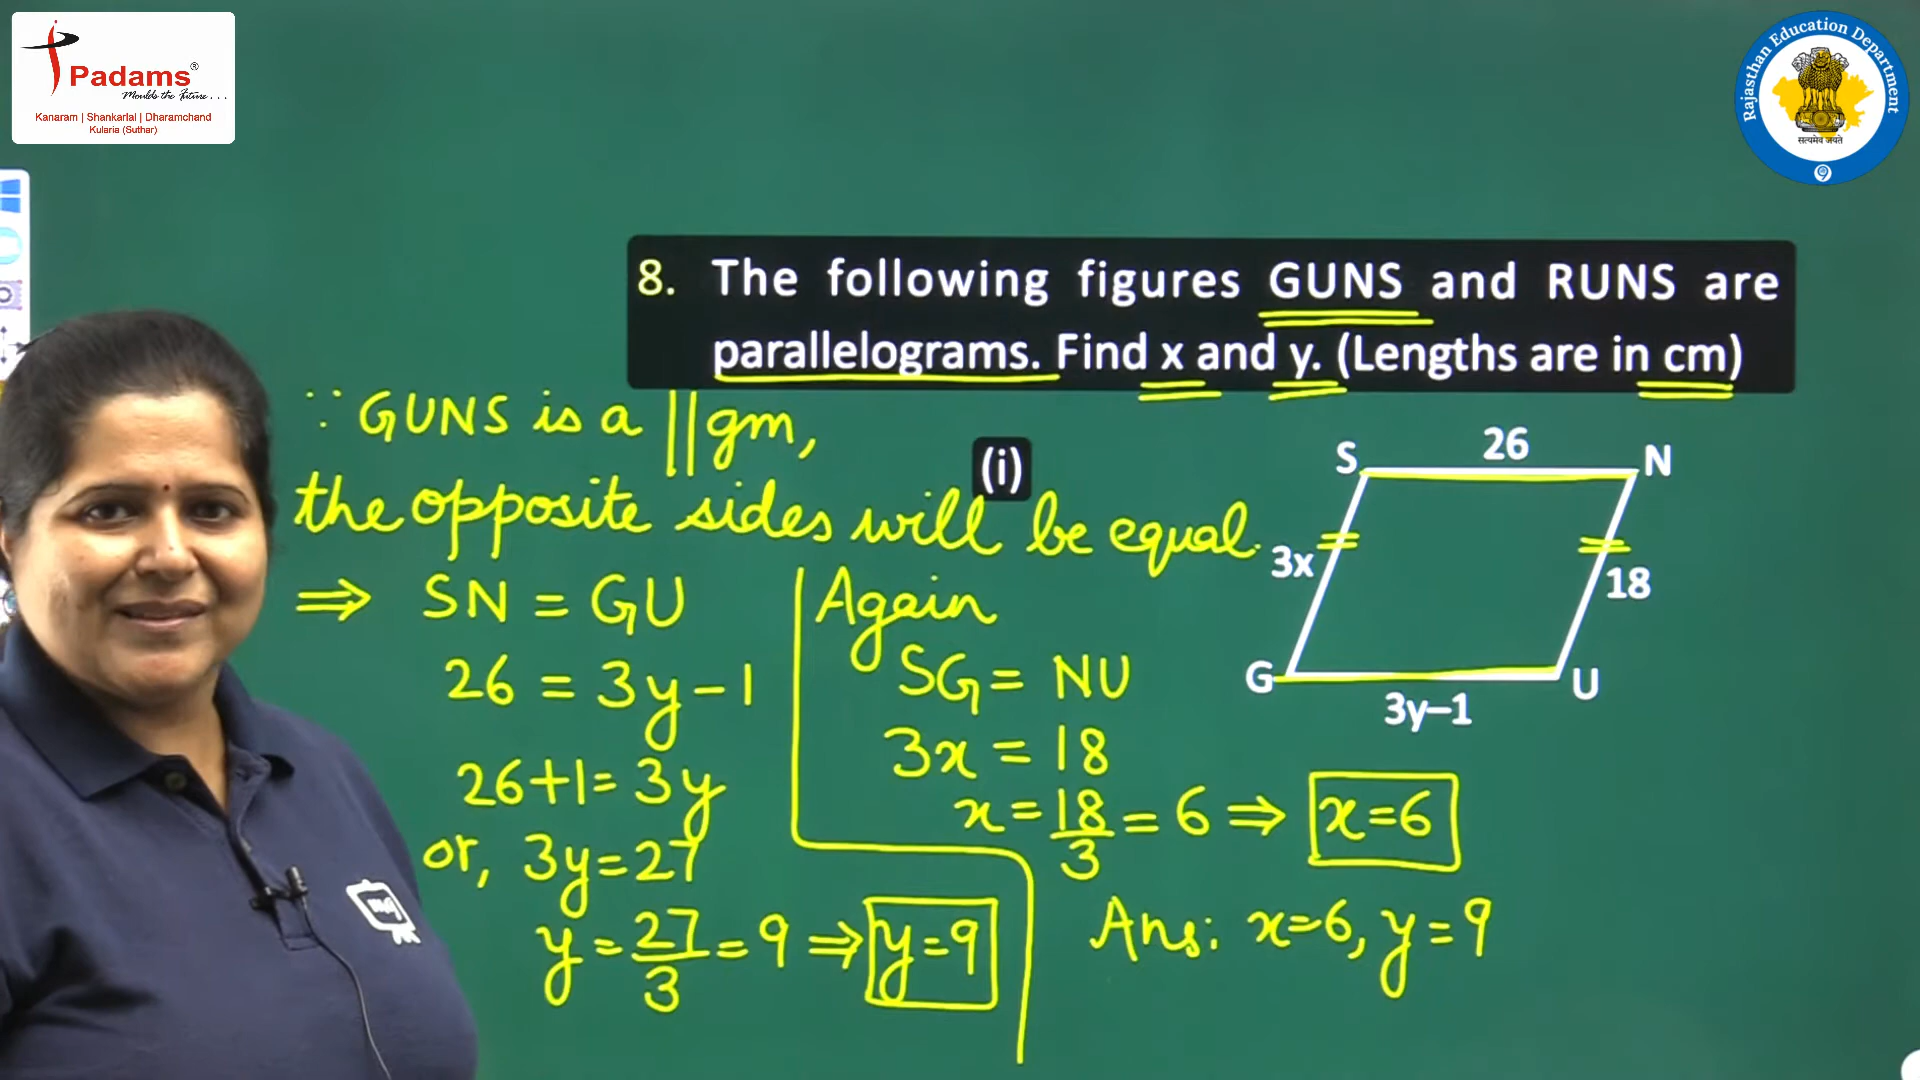 Padams®
Moulds the Future...
Kanaram | Shankarlal | Dharamchand
Kularia (Suthar)
Rajasthan Education Department
सत्यमेव जयते
8. The following figures GUNS and RUNS are
parallelograms. Find x and y. (Lengths are in cm)
∵ GUNS is a ||gm,
the opposite sides will be equal.
(i)
S
26
N
3x
18
G
3y–1
U
⇒ SN = GU
26 = 3y – 1
26+1=3y
or, 3y=27
y = 27/3 = 9 ⇒ y=9
Again
SG = NU
3x = 18
x = 18/3 = 6 ⇒ x=6
Ans: x=6, y=9